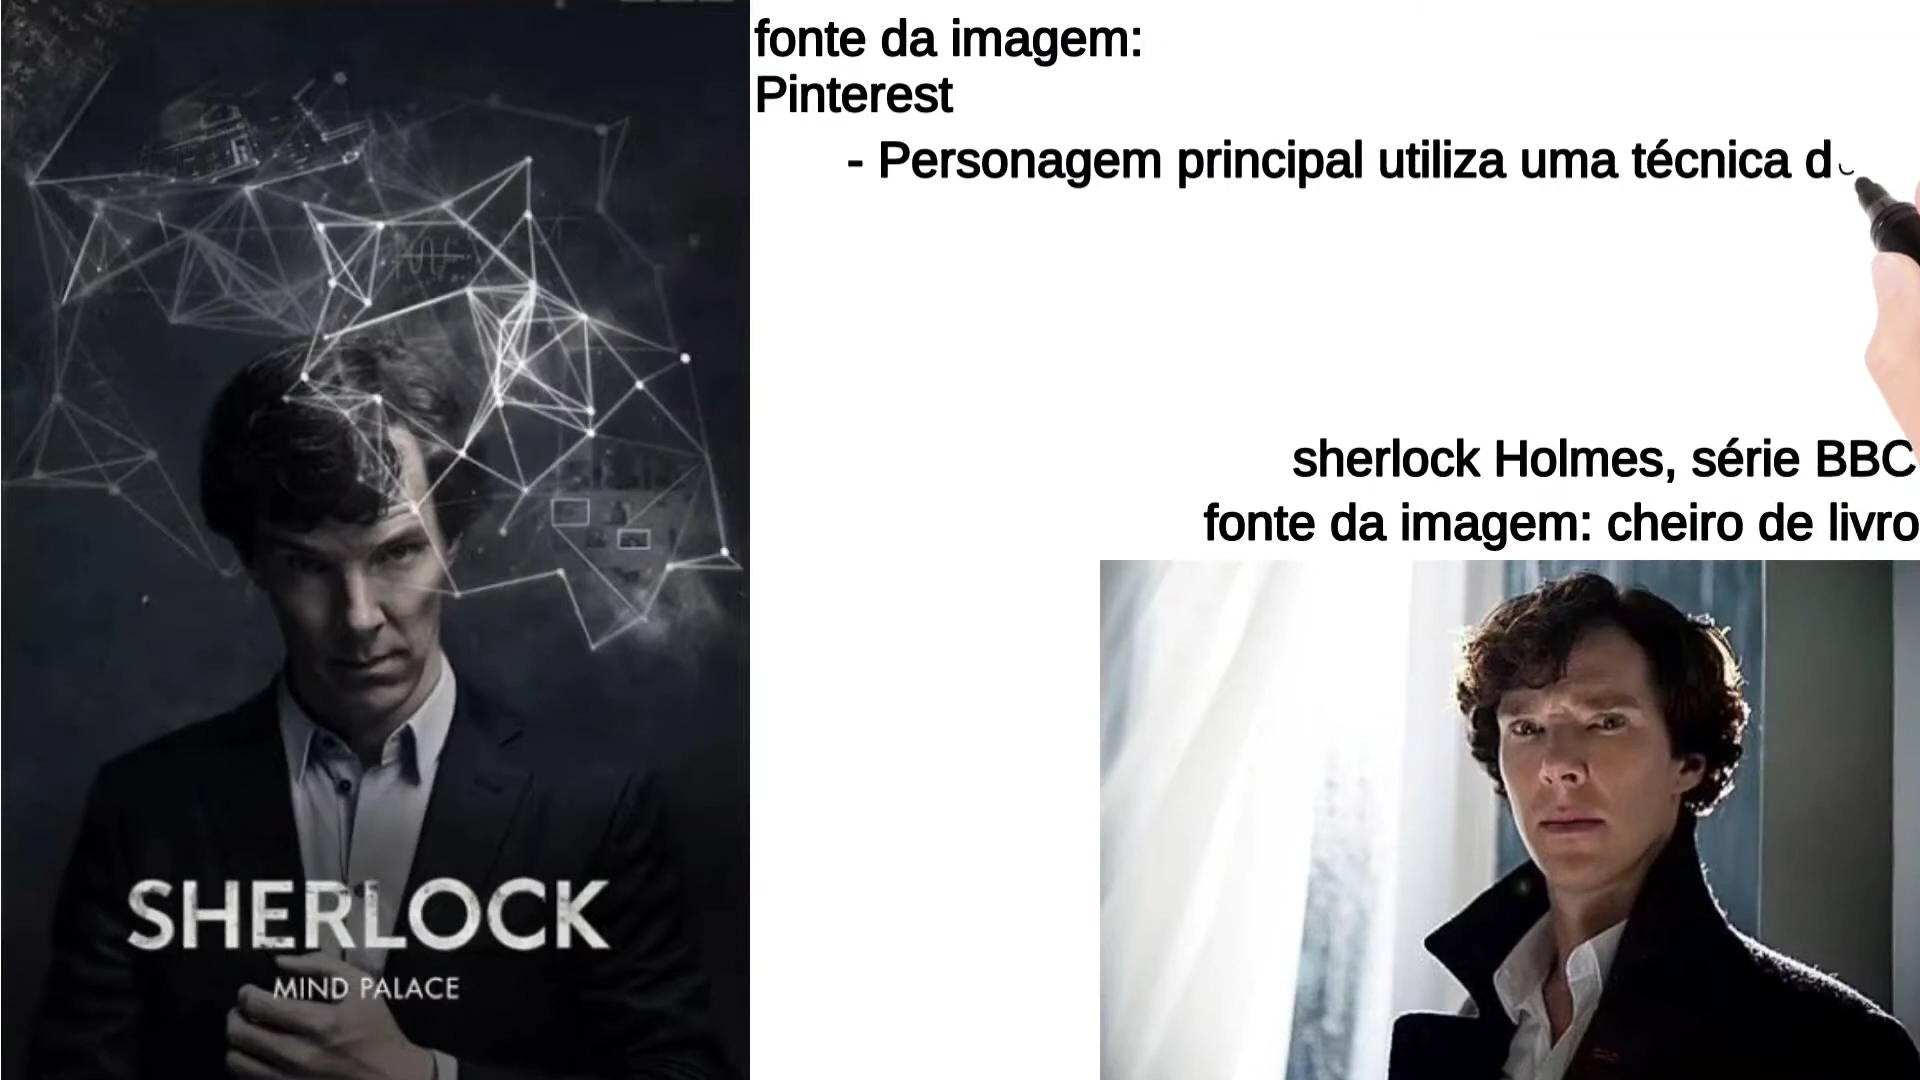 fonte da imagem:
Pinterest
- Personagem principal utiliza uma técnica d
sherlock Holmes, série BBC
fonte da imagem: cheiro de livro
SHERLOCK
MIND PALACE